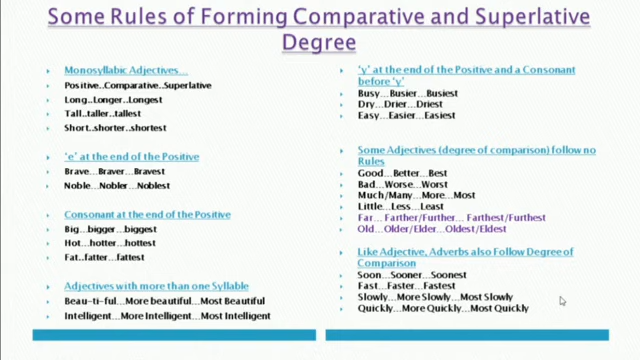 Some Rules of Forming Comparative and Superlative
Degree
Monosyllabic Adjectives...
Positive..Comparative..Superlative
Long..Longer..Longest
Tall..taller..tallest
Short..shorter..shortest
'e' at the end of the Positive
Brave...Braver...Bravest
Noble...Nobler...Noblest
Consonant at the end of the Positive
Big...bigger...biggest
Hot...hotter...hottest
Fat..fatter...fattest
Adjectives with more than one Syllable
Beau-ti-ful...More beautiful...Most Beautiful
Intelligent...More Intelligent...Most Intelligent
'y' at the end of the Positive and a Consonant
before 'y'
Busy...Busier...Busiest
Dry...Drier...Driest
Easy...Easier...Easiest
Some Adjectives (degree of comparison) follow no
Rules
Good...Better...Best
Bad...Worse...Worst
Much/Many...More...Most
Little...Less...Least
Far... Farther/Further... Farthest/Furthest
Old...Older/Elder...Oldest/Eldest
Like Adjective, Adverbs also Follow Degree of
Comparison
Soon...Sooner...Soonest
Fast...Faster...Fastest
Slowly...More Slowly...Most Slowly
Quickly...More Quickly...Most Quickly